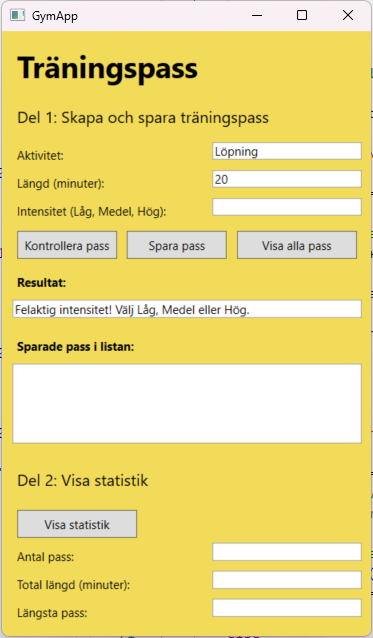 GymApp
Träningspass
Del 1: Skapa och spara träningspass
Aktivitet: Löpning
Längd (minuter): 20
Intensitet (Låg, Medel, Hög):
Kontrollera pass Spara pass Visa alla pass
Resultat:
Felaktig intensitet! Välj Låg, Medel eller Hög.
Sparade pass i listan:
Del 2: Visa statistik
Visa statistik
Antal pass:
Total längd (minuter):
Längsta pass: